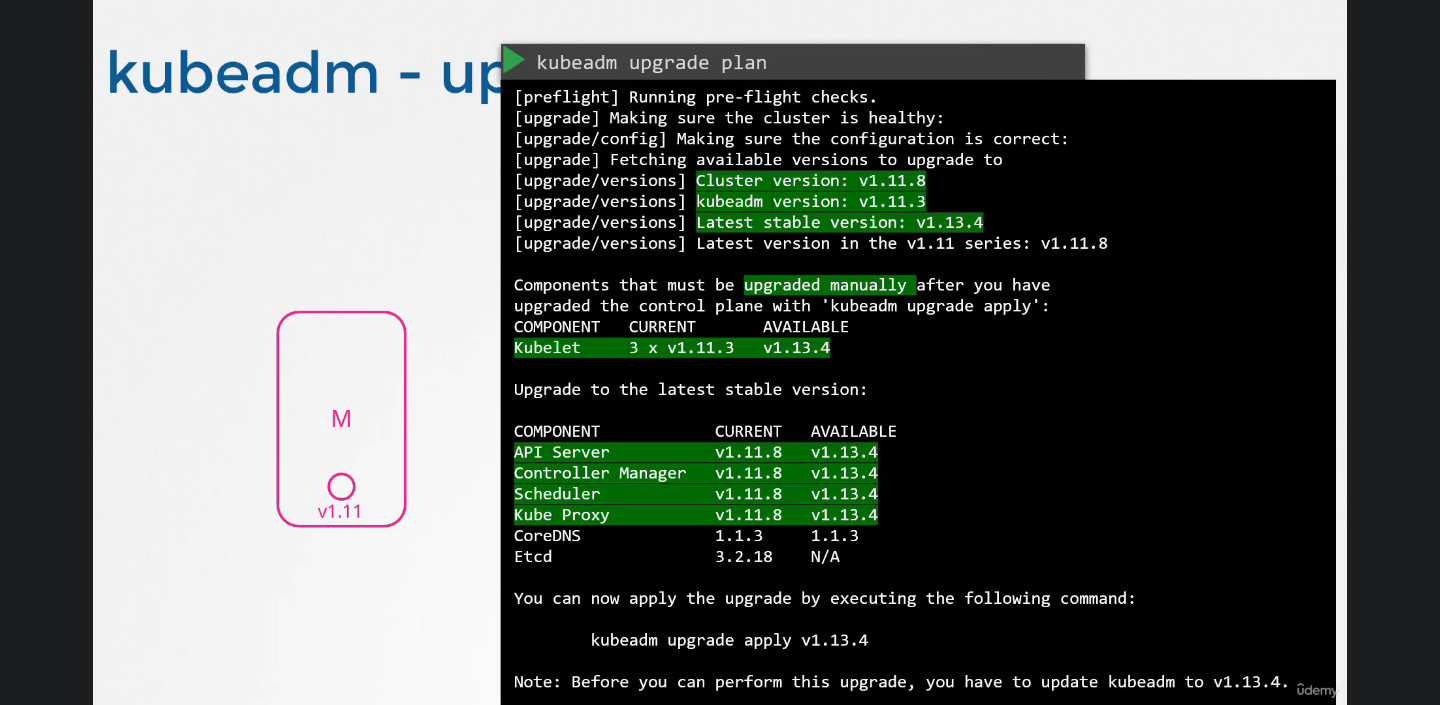 kubeadm - up
kubeadm upgrade plan
[preflight] Running pre-flight checks.
[upgrade] Making sure the cluster is healthy:
[upgrade/config] Making sure the configuration is correct:
[upgrade] Fetching available versions to upgrade to
[upgrade/versions] Cluster version: v1.11.8
[upgrade/versions] kubeadm version: v1.11.3
[upgrade/versions] Latest stable version: v1.13.4
[upgrade/versions] Latest version in the v1.11 series: v1.11.8
Components that must be upgraded manually after you have
upgraded the control plane with 'kubeadm upgrade apply':
COMPONENT CURRENT AVAILABLE
Kubelet 3 x v1.11.3 v1.13.4
Upgrade to the latest stable version:
COMPONENT CURRENT AVAILABLE
API Server v1.11.8 v1.13.4
Controller Manager v1.11.8 v1.13.4
Scheduler v1.11.8 v1.13.4
Kube Proxy v1.11.8 v1.13.4
CoreDNS 1.1.3 1.1.3
Etcd 3.2.18 N/A
You can now apply the upgrade by executing the following command:
kubeadm upgrade apply v1.13.4
Note: Before you can perform this upgrade, you have to update kubeadm to v1.13.4.
M
v1.11
ûdemy